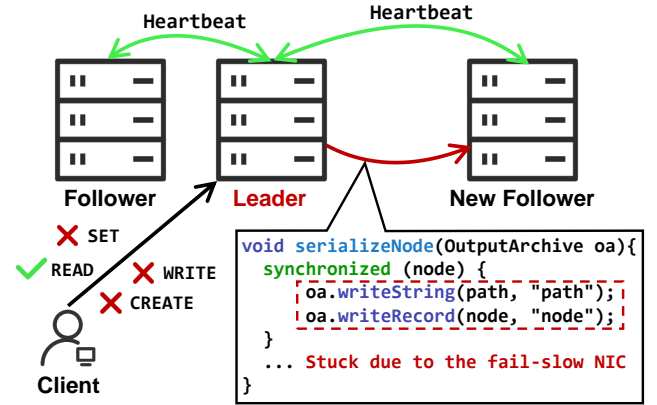 Heartbeat
Heartbeat
Follower
Leader
New Follower
SET
READ
WRITE
CREATE
Client
void serializeNode(OutputArchive oa){
synchronized (node) {
oa.writeString(path, "path");
oa.writeRecord(node, "node");
}
... Stuck due to the fail-slow NIC
}